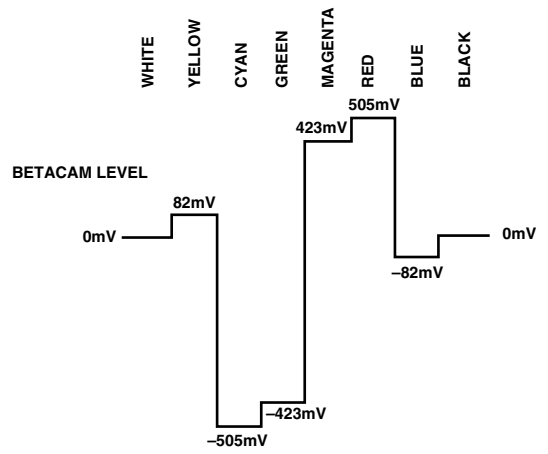 WHITE
YELLOW
CYAN
GREEN
MAGENTA
RED
BLUE
BLACK
505mV
423mV
BETACAM LEVEL
82mV
0mV
0mV
−82mV
−423mV
−505mV